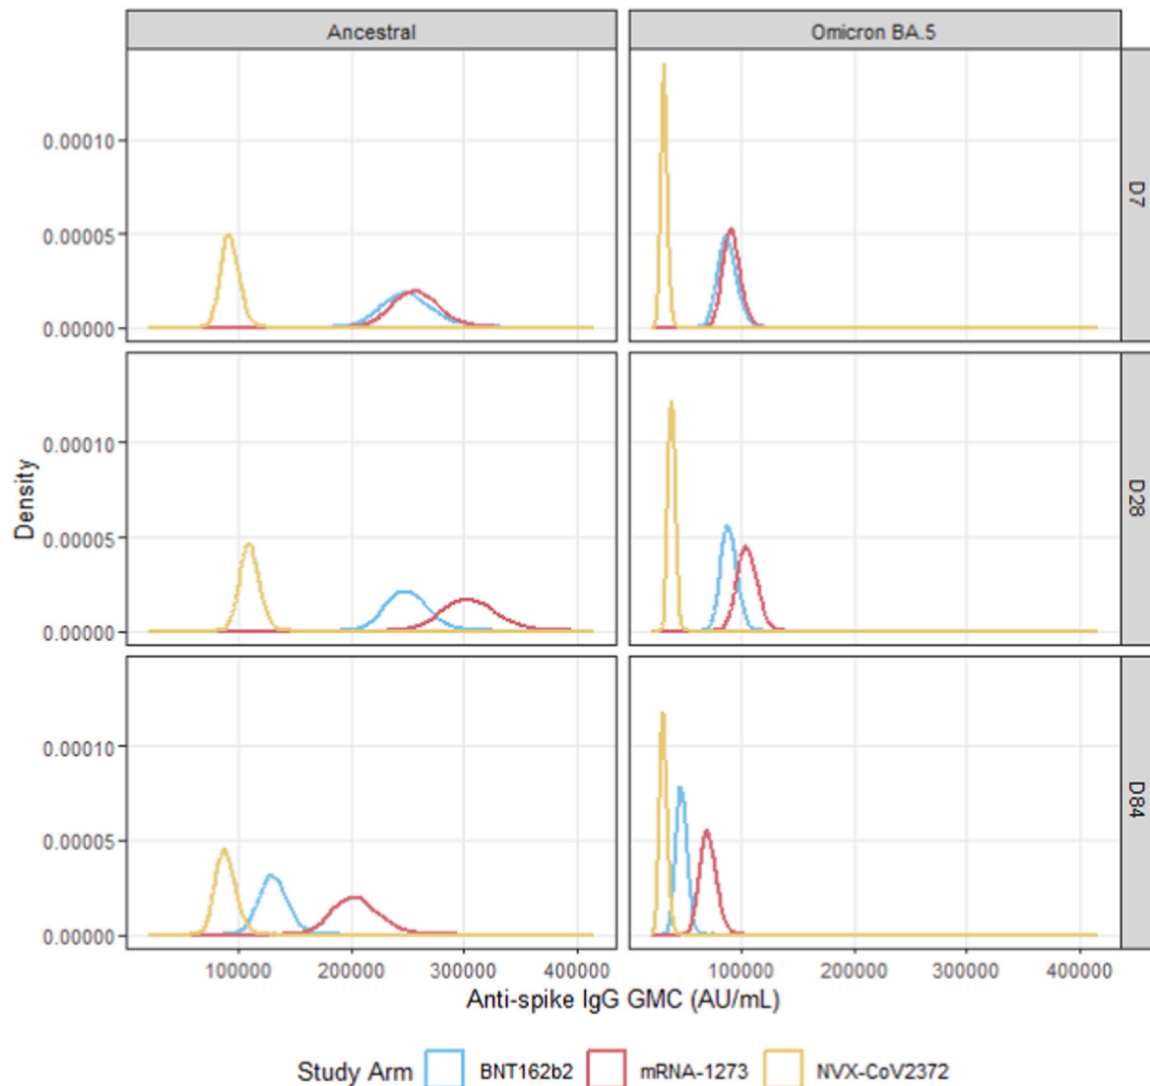 Ancestral
Omicron BA.5
0.00010
0.00005
0.00000
D7
0.00010
0.00005
0.00000
D28
Density
0.00010
0.00005
0.00000
D84
100000 200000 300000 400000
100000 200000 300000 400000
Anti-spike IgG GMC (AU/mL)
Study Arm BNT162b2 mRNA-1273 NVX-CoV2372